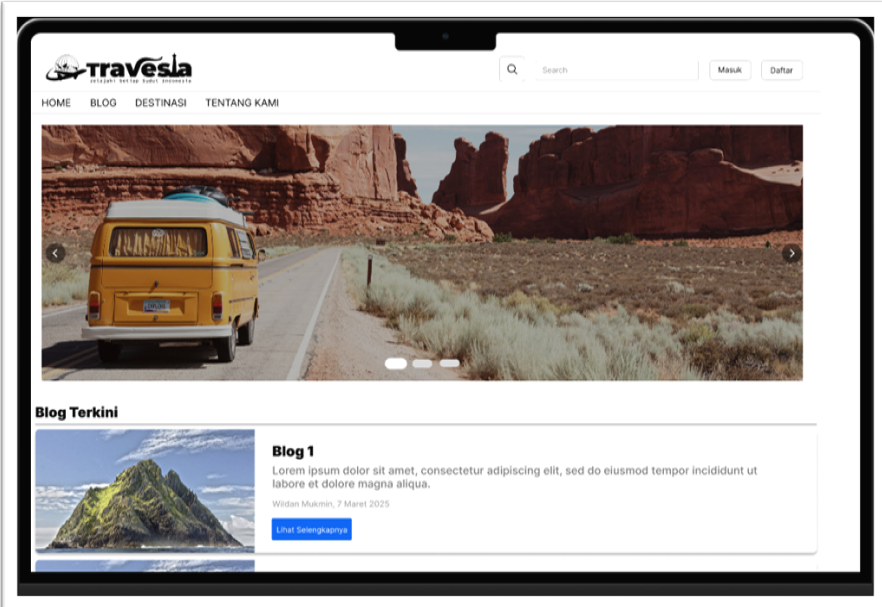 Travesia
selajahi setiap sudut indonesia
Search
Masuk
Daftar
HOME
BLOG
DESTINASI
TENTANG KAMI
Blog Terkini
Blog 1
Lorem ipsum dolor sit amet, consectetur adipiscing elit, sed do eiusmod tempor incididunt ut
labore et dolore magna aliqua.
Wildan Mukmin, 7 Maret 2025
Lihat Selengkapnya